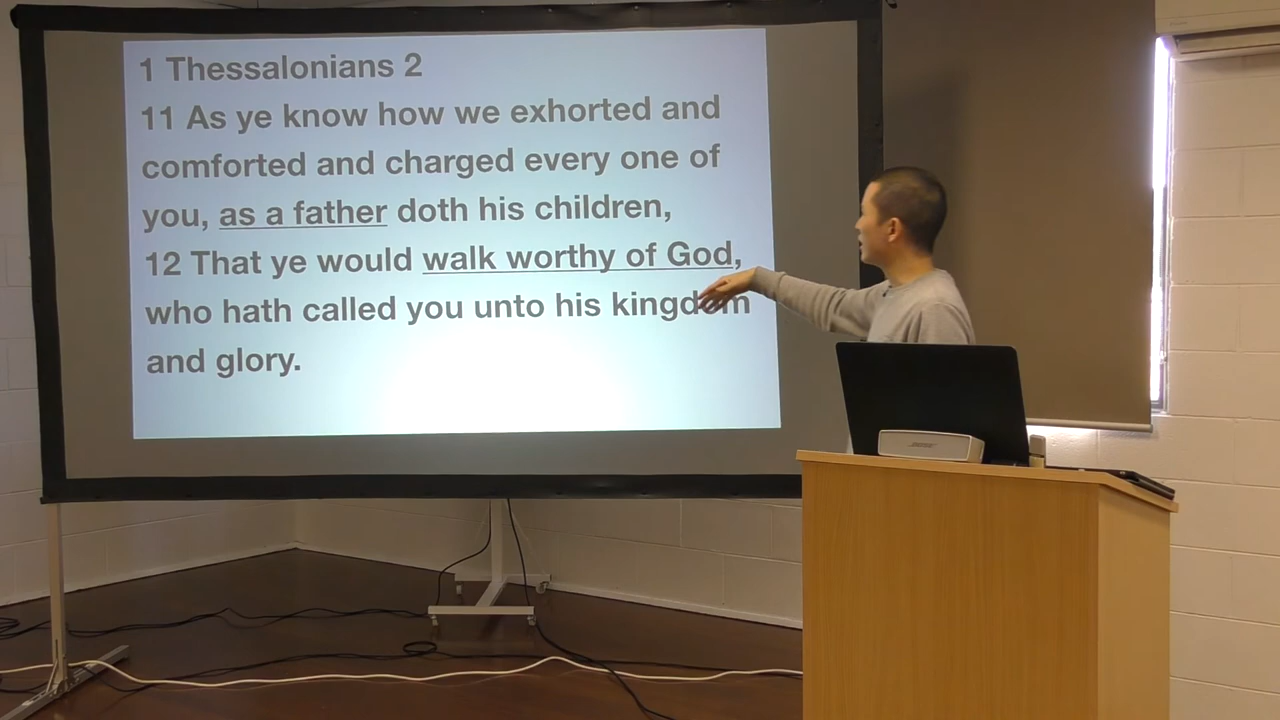 1 Thessalonians 2
11 As ye know how we exhorted and
comforted and charged every one of
you, as a father doth his children,
12 That ye would walk worthy of God,
who hath called you unto his kingdom
and glory.
BOSE